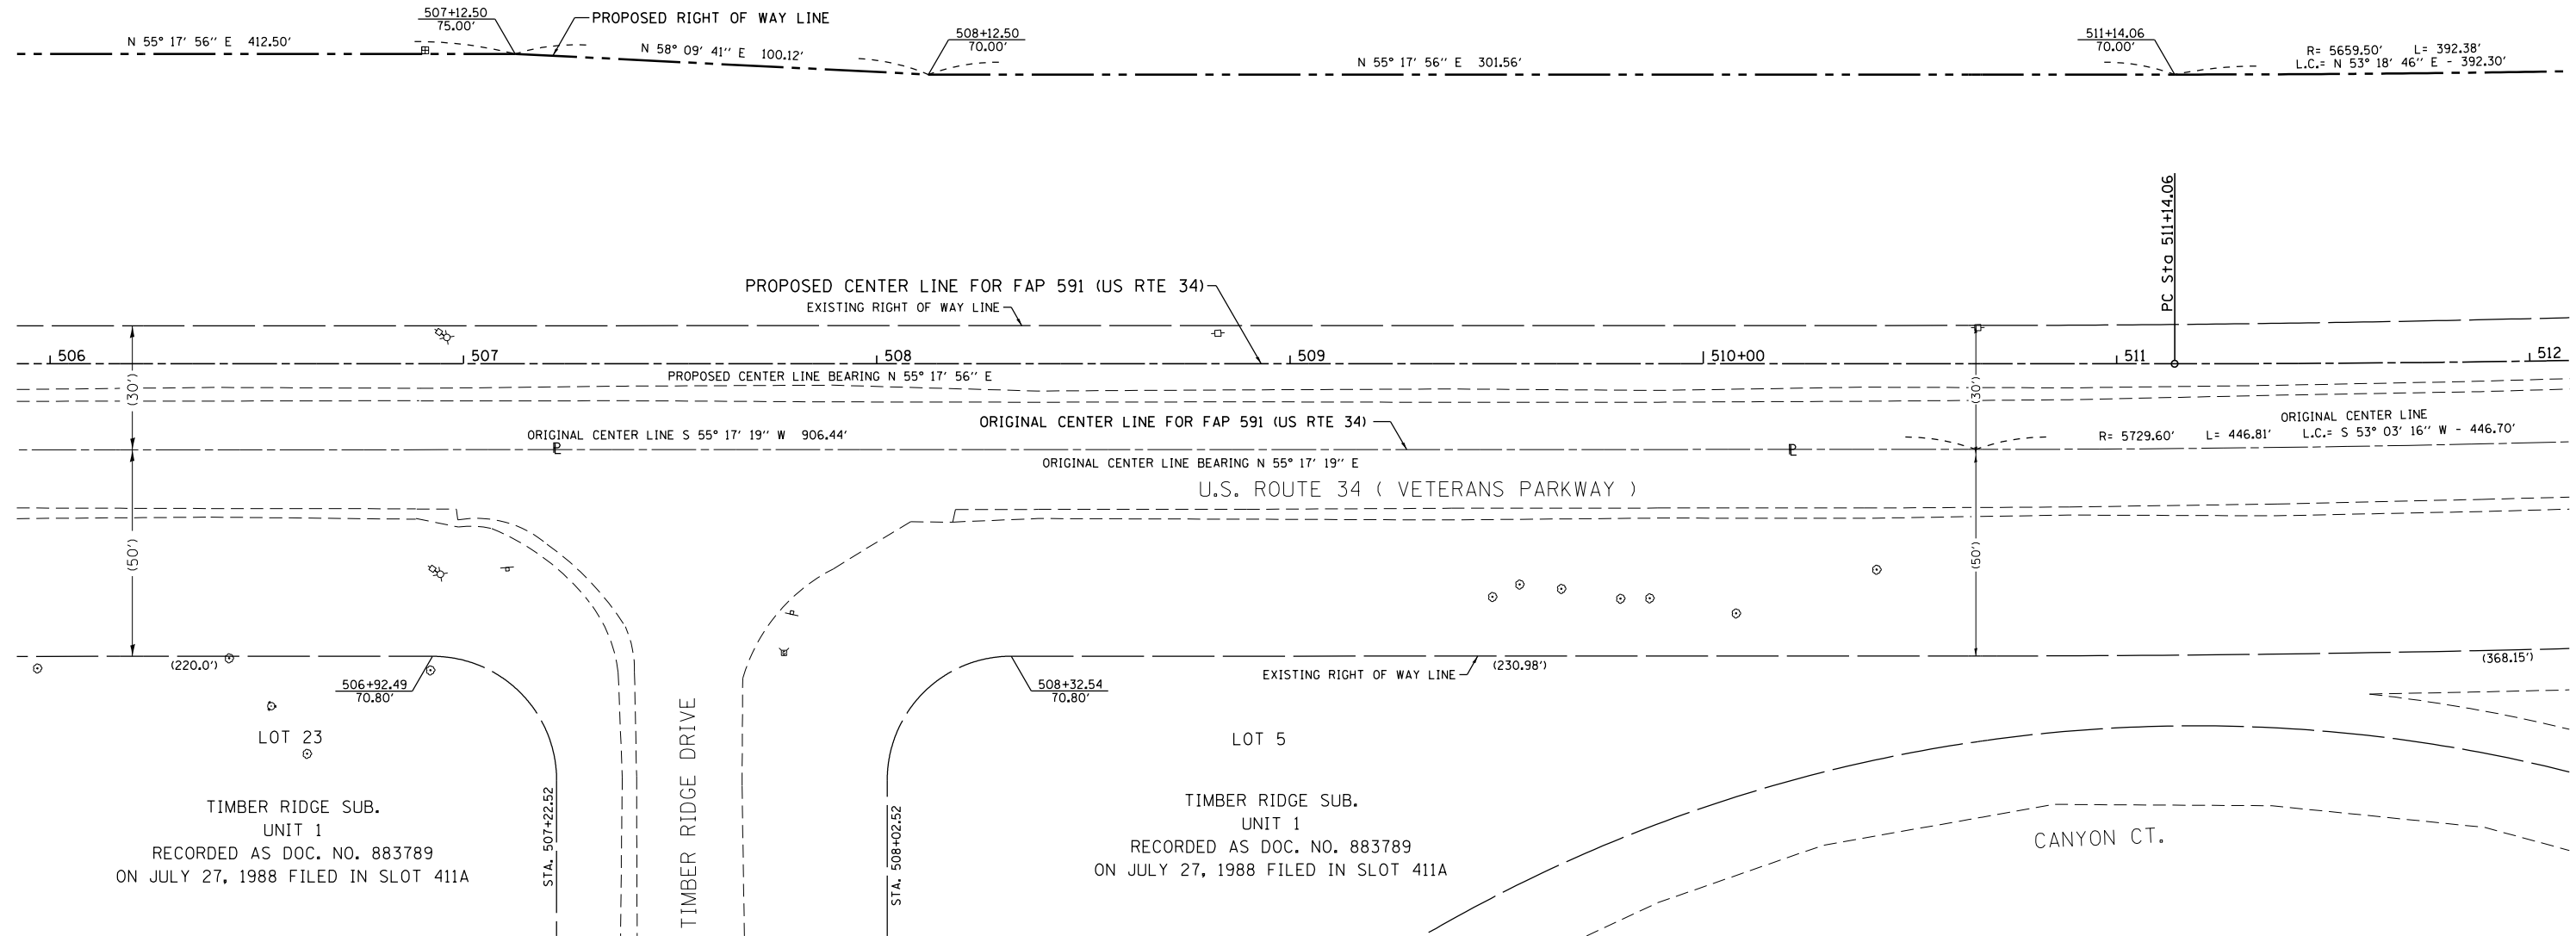 507+12.50
75.00'
PROPOSED RIGHT OF WAY LINE
N 55° 17' 56'' E 412.50'
N 58° 09' 41'' E 100.12'
508+12.50
70.00'
N 55° 17' 56'' E 301.56'
511+14.06
70.00'
R= 5659.50' L= 392.38'
L.C.= N 53° 18' 46'' E - 392.30'
PC Sta 511+14.06
PROPOSED CENTER LINE FOR FAP 591 (US RTE 34)
EXISTING RIGHT OF WAY LINE
506
507
508
509
510+00
511
512
PROPOSED CENTER LINE BEARING N 55° 17' 56'' E
(30')
(30')
ORIGINAL CENTER LINE FOR FAP 591 (US RTE 34)
ORIGINAL CENTER LINE
ORIGINAL CENTER LINE S 55° 17' 19'' W 906.44'
R= 5729.60' L= 446.81' L.C.= S 53° 03' 16'' W - 446.70'
ORIGINAL CENTER LINE BEARING N 55° 17' 19'' E
U.S. ROUTE 34 ( VETERANS PARKWAY )
(50')
(50')
(220.0')
506+92.49
70.80'
508+32.54
70.80'
EXISTING RIGHT OF WAY LINE
(230.98')
(368.15')
LOT 23
TIMBER RIDGE SUB.
UNIT 1
RECORDED AS DOC. NO. 883789
ON JULY 27, 1988 FILED IN SLOT 411A
STA. 507+22.52
TIMBER RIDGE DRIVE
STA. 508+02.52
LOT 5
TIMBER RIDGE SUB.
UNIT 1
RECORDED AS DOC. NO. 883789
ON JULY 27, 1988 FILED IN SLOT 411A
CANYON CT.